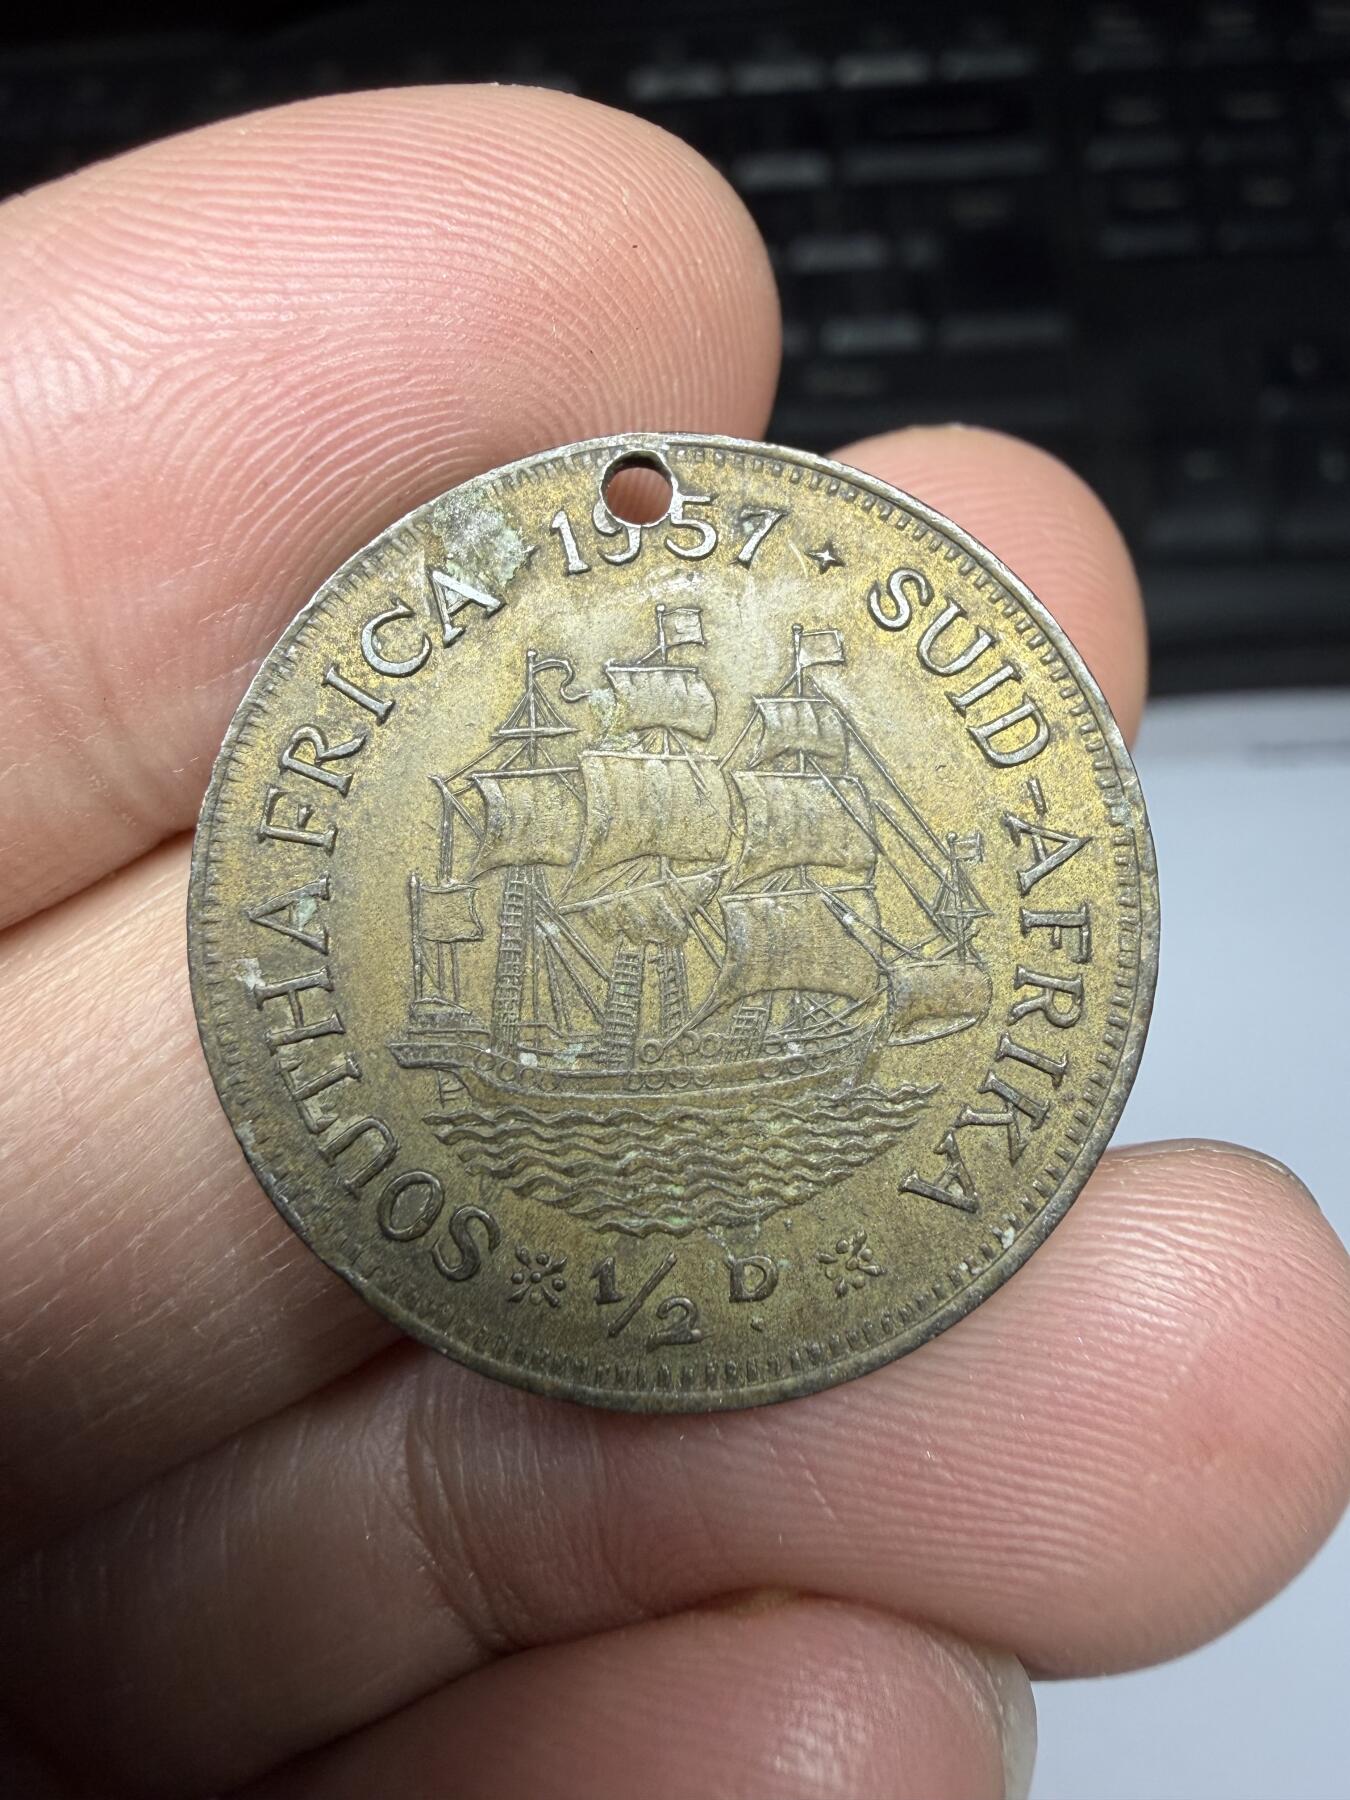 SOUTH AFRICA
1957
SUID-AFRIKA
1/2 D